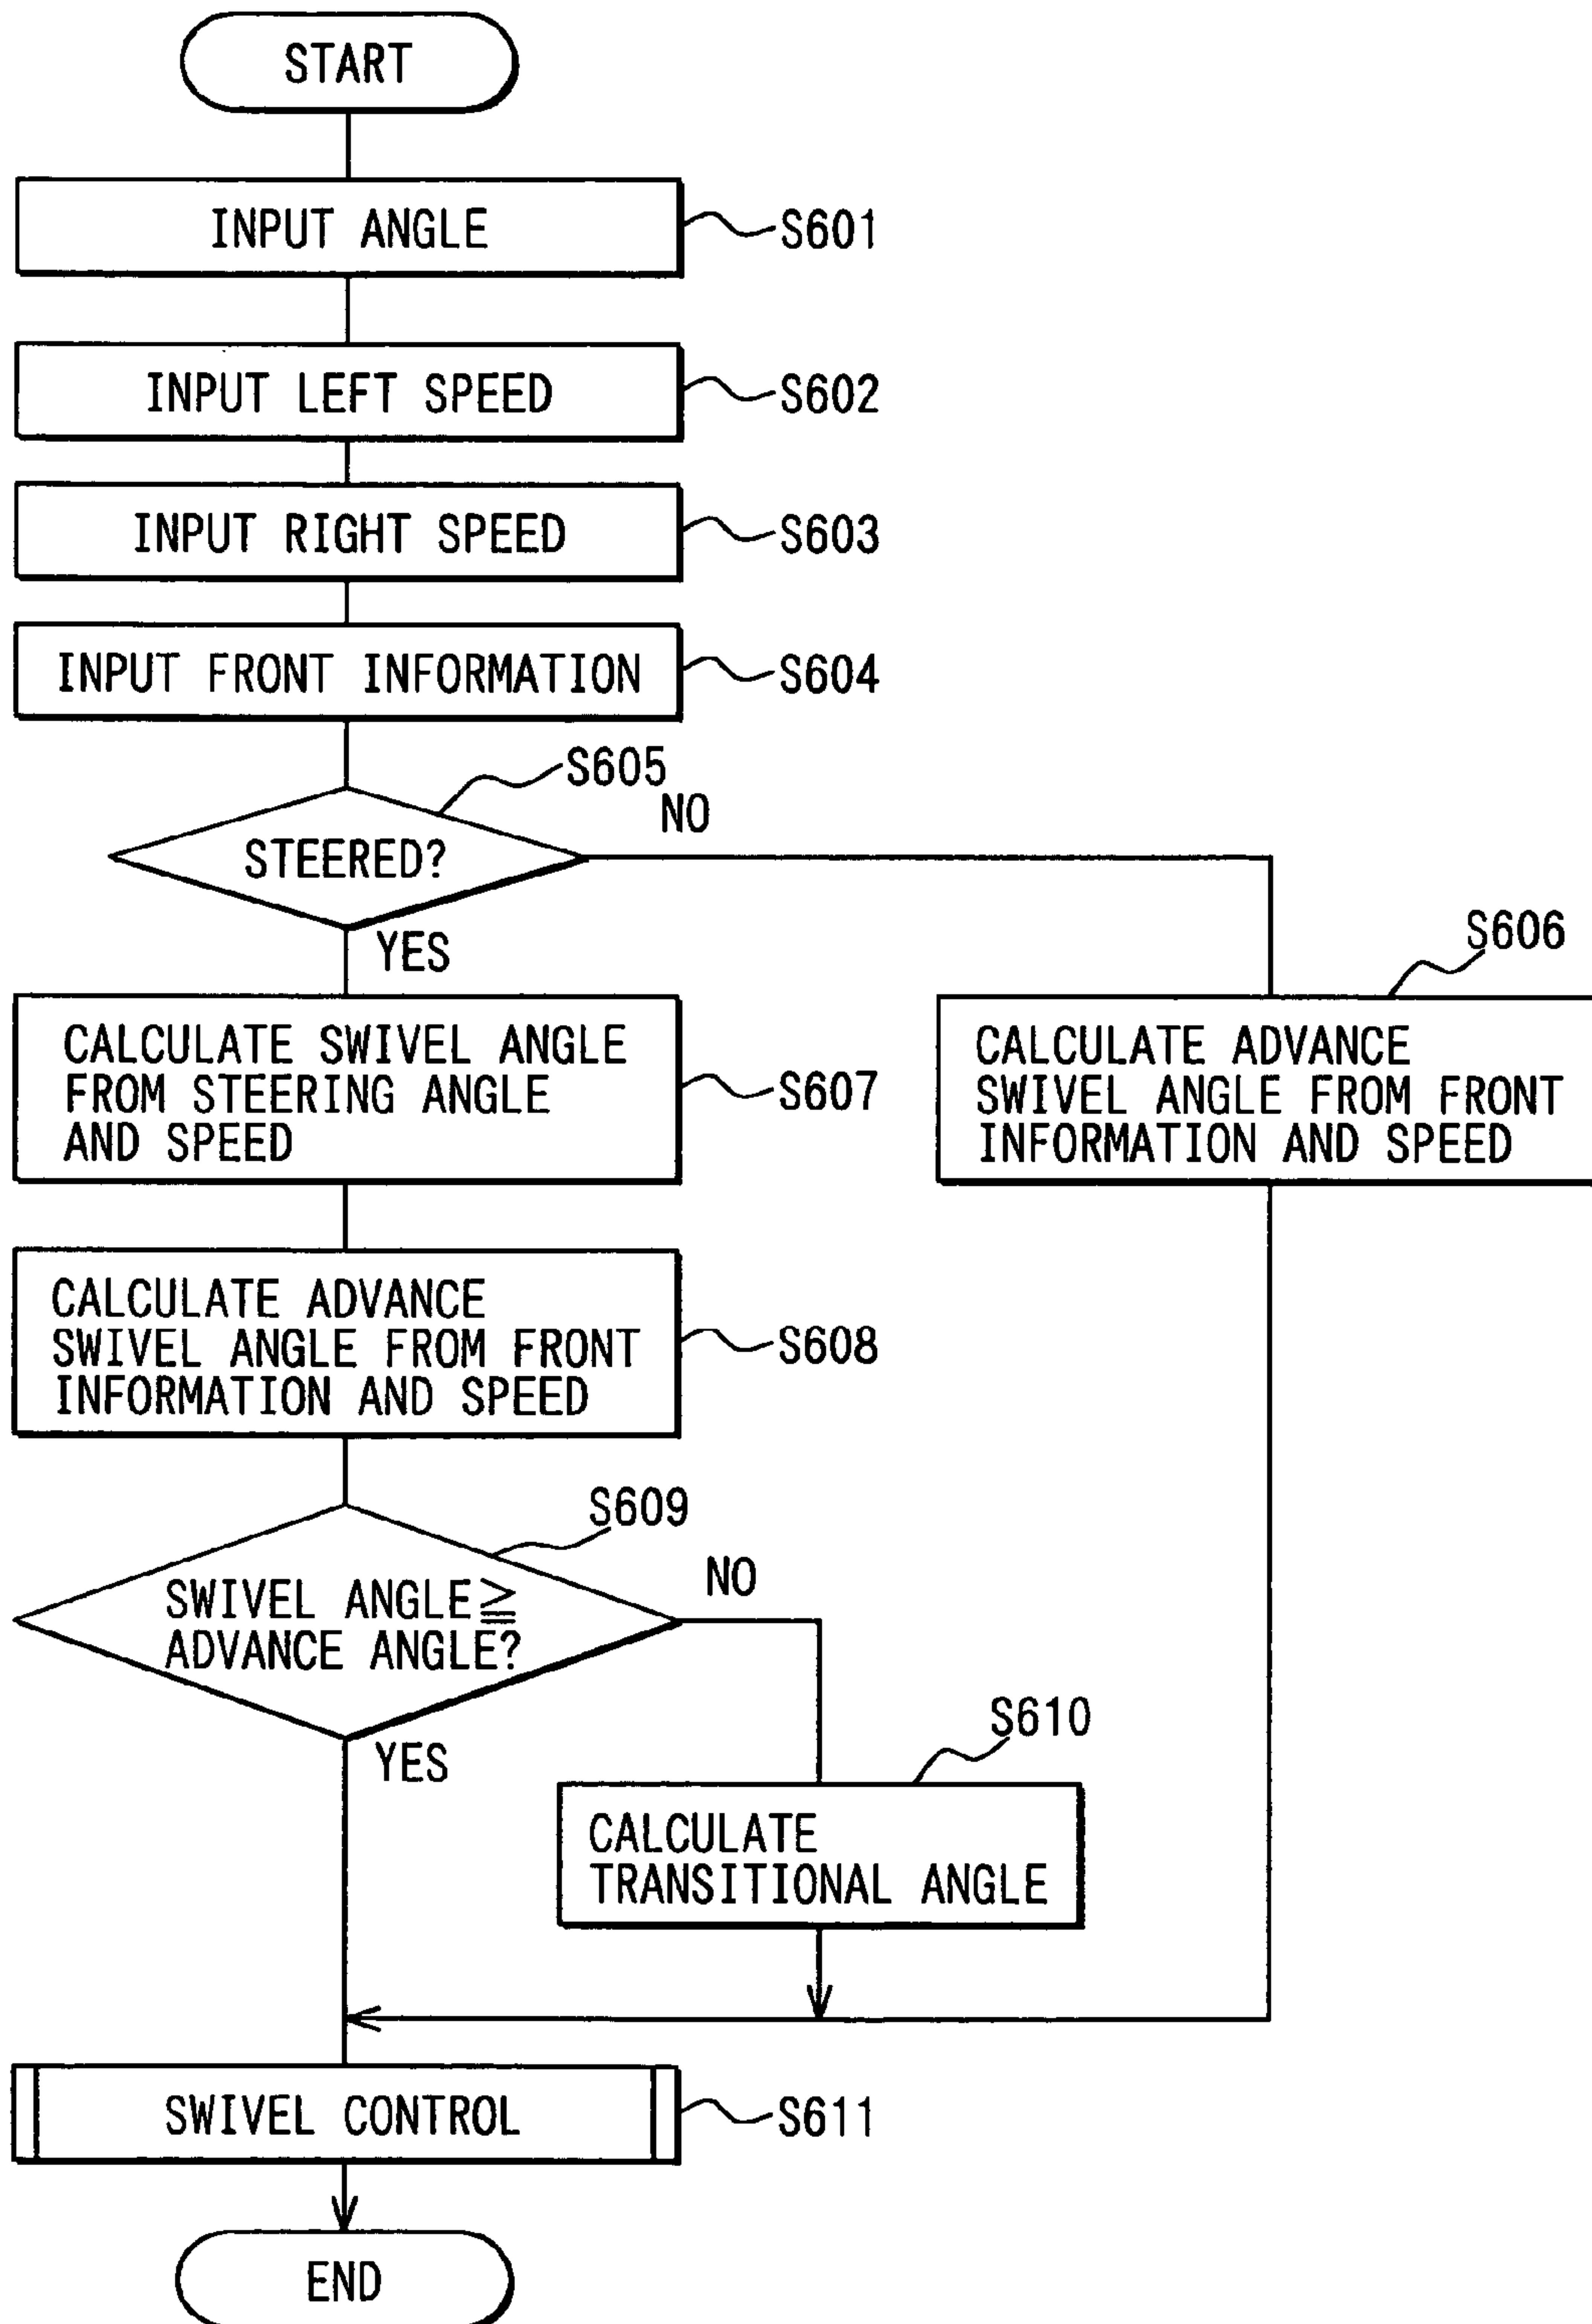 START
INPUT ANGLE
S601
INPUT LEFT SPEED
S602
INPUT RIGHT SPEED
S603
INPUT FRONT INFORMATION
S604
S605
STEERED?
NO
YES
S606
CALCULATE ADVANCE
SWIVEL ANGLE FROM FRONT
INFORMATION AND SPEED
CALCULATE SWIVEL ANGLE
FROM STEERING ANGLE
AND SPEED
S607
CALCULATE ADVANCE
SWIVEL ANGLE FROM FRONT
INFORMATION AND SPEED
S608
S609
SWIVEL ANGLE≧
ADVANCE ANGLE?
NO
YES
S610
CALCULATE
TRANSITIONAL ANGLE
SWIVEL CONTROL
S611
END